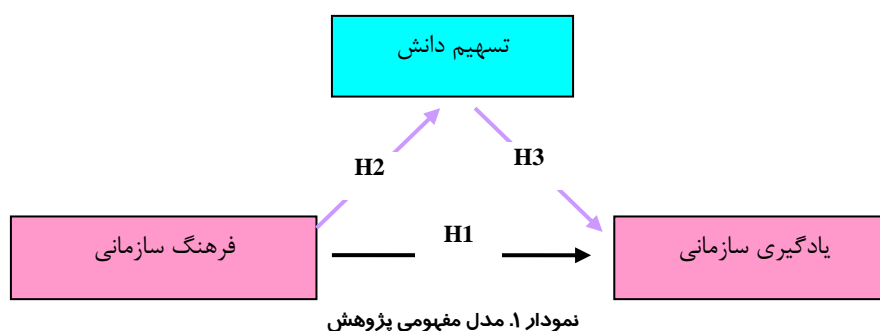 تسهیم دانش
H2
H3
فرهنگ سازمانی
H1
یادگیری سازمانی
نمودار ۱. مدل مفهومی پژوهش